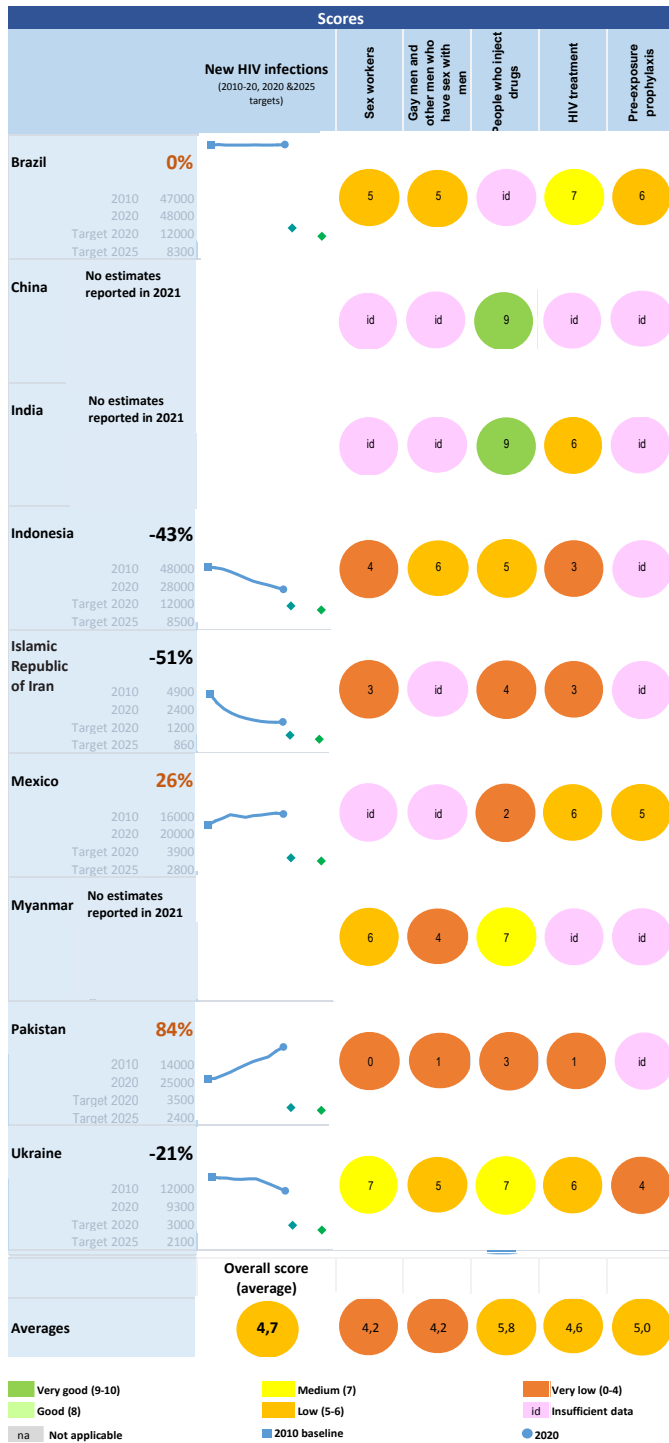 Scores
New HIV infections
(2010-20, 2020 &2025
targets)
Sex workers
Gay men and
other men who
have sex with
men
People who inject
drugs
HIV treatment
Pre-exposure
prophylaxis
Brazil 0%
2010 47000
2020 48000
Target 2020 12000
Target 2025 8300
5 5 id 7 6
China No estimates
reported in 2021
id id 9 id id
India No estimates
reported in 2021
id id 9 6 id
Indonesia -43%
2010 48000
2020 28000
Target 2020 12000
Target 2025 8500
4 6 5 3 id
Islamic
Republic
of Iran -51%
2010 4900
2020 2400
Target 2020 1200
Target 2025 860
3 id 4 3 id
Mexico 26%
2010 16000
2020 20000
Target 2020 3900
Target 2025 2800
id id 2 6 5
Myanmar No estimates
reported in 2021
6 4 7 id id
Pakistan 84%
2010 14000
2020 25000
Target 2020 3500
Target 2025 2400
0 1 3 1 id
Ukraine -21%
2010 12000
2020 9300
Target 2020 3000
Target 2025 2100
7 5 7 6 4
Overall score
(average)
Averages 4,7 4,2 4,2 5,8 4,6 5,0
Very good (9-10) Medium (7) Very low (0-4)
Good (8) Low (5-6) id Insufficient data
na Not applicable 2010 baseline 2020